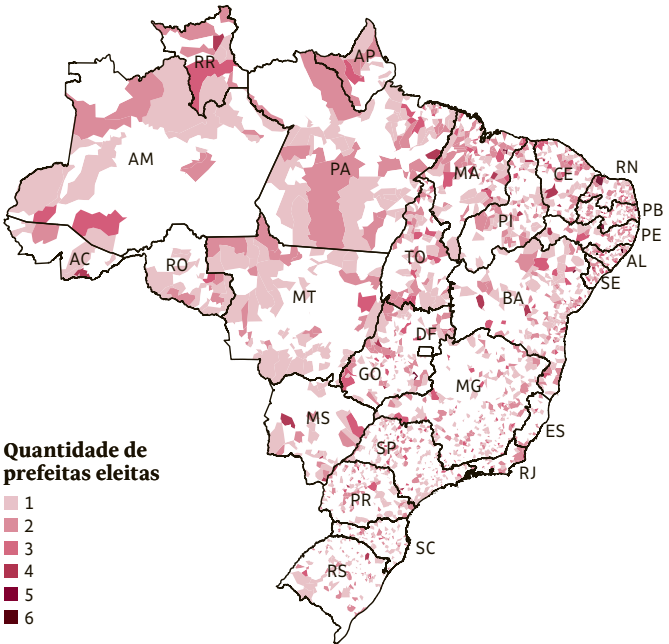 RR
AP
AM
PA
MA
CE
RN
PB
PE
AL
SE
PI
TO
AC
RO
MT
BA
DF
GO
MG
MS
ES
SP
RJ
PR
SC
RS
Quantidade de
prefeitas eleitas
1
2
3
4
5
6